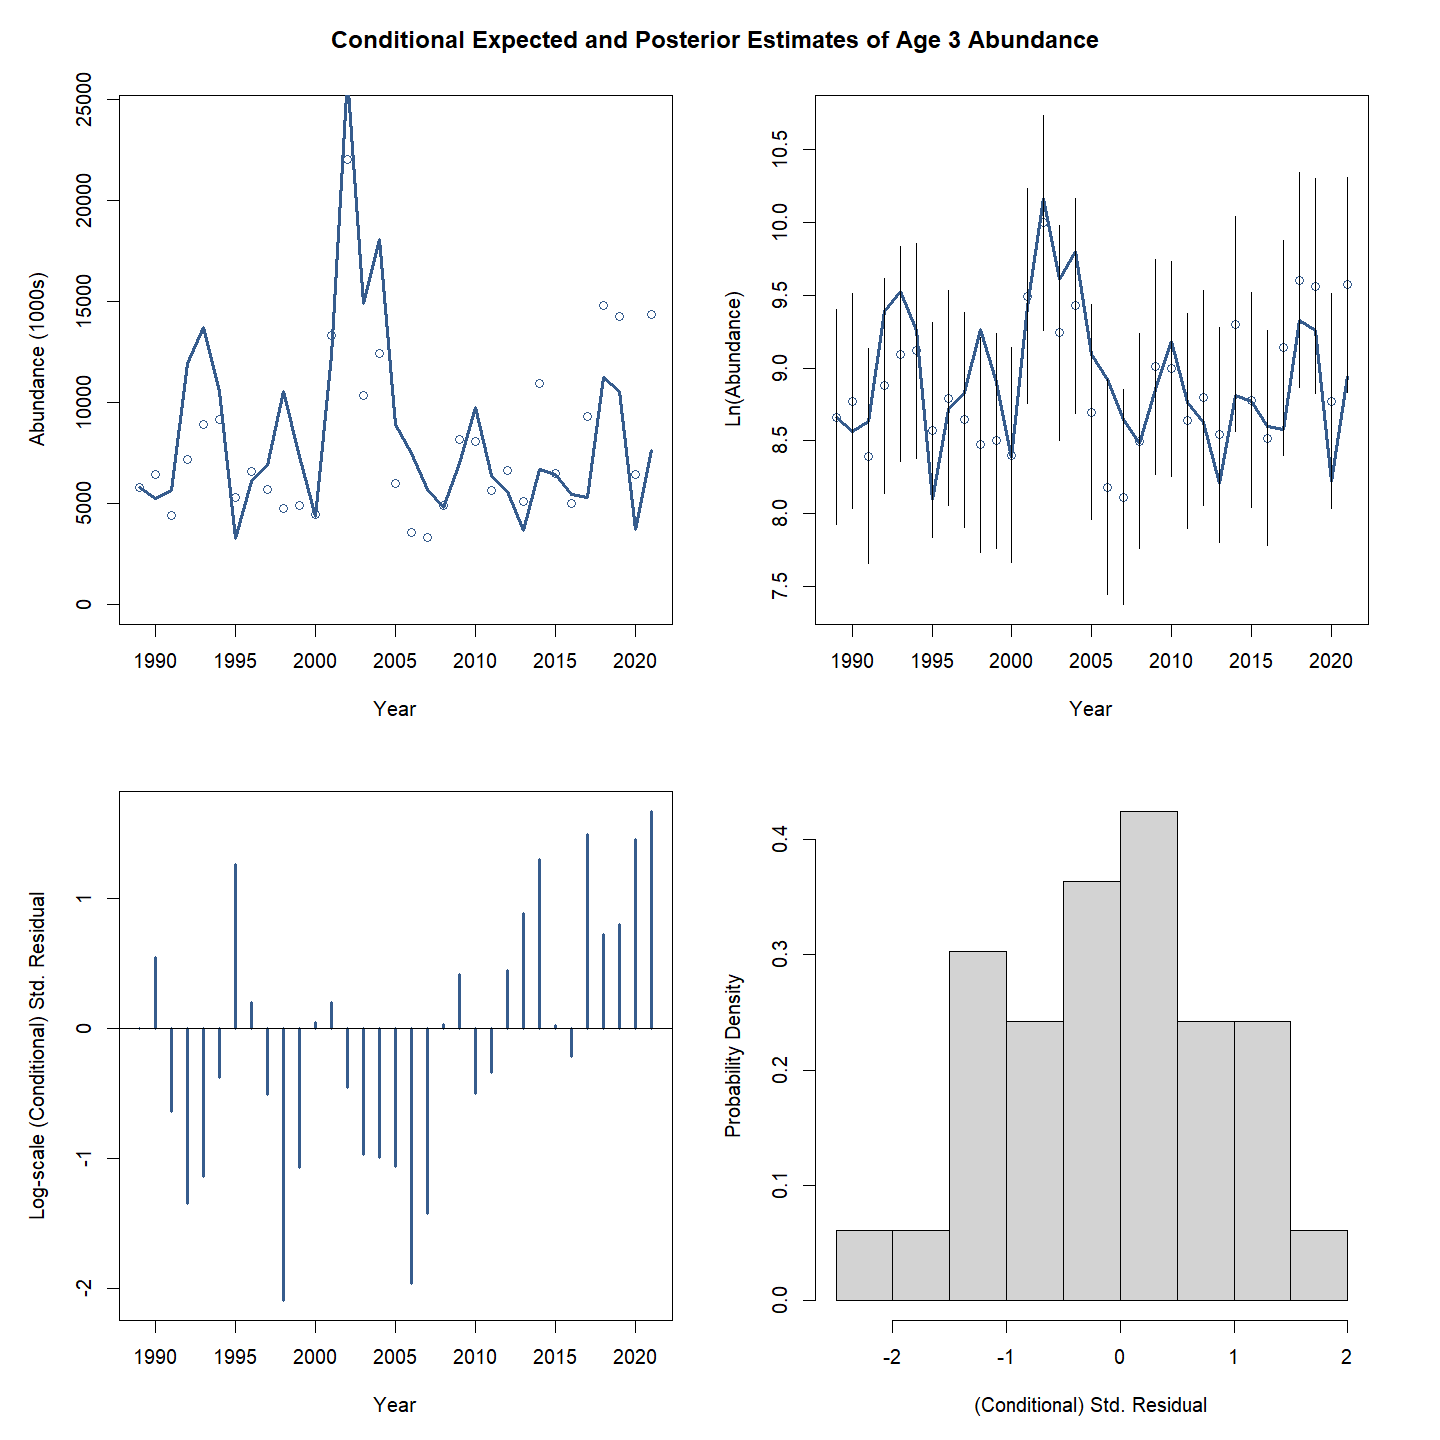 Conditional Expected and Posterior Estimates of Age 3 Abundance
Abundance (1000s)
25000
20000
15000
10000
5000
0
1990 1995 2000 2005 2010 2015 2020
Year
Ln(Abundance)
10.5
10.0
9.5
9.0
8.5
8.0
7.5
1990 1995 2000 2005 2010 2015 2020
Year
Log-scale (Conditional) Std. Residual
1
0
-1
-2
1990 1995 2000 2005 2010 2015 2020
Year
Probability Density
0.4
0.3
0.2
0.1
0.0
-2 -1 0 1 2
(Conditional) Std. Residual